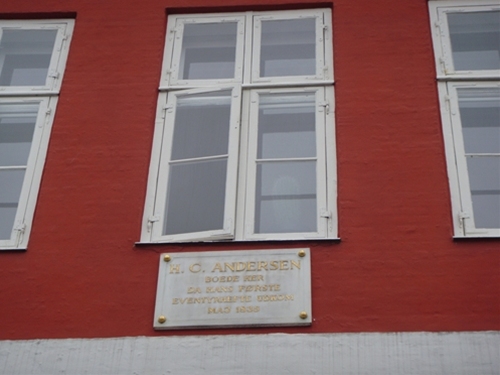 H. C. ANDERSEN
BOEDE HER
DA HANS FØRSTE
EVENTYRHEFTE UDKOM
MAJ 1835